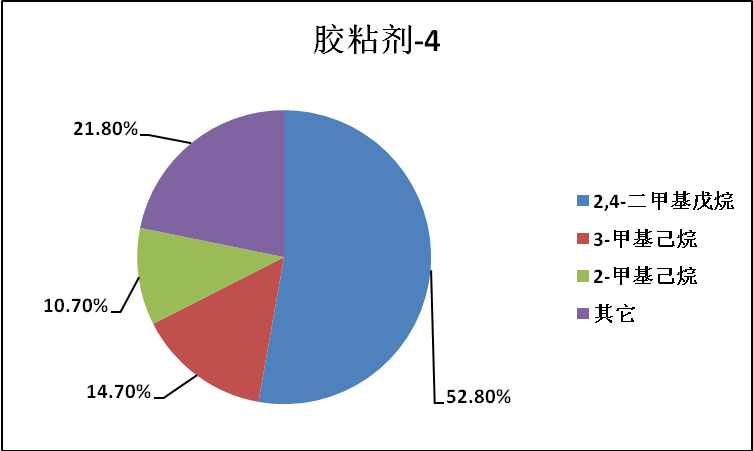 胶粘剂-4
21.80%
10.70%
14.70%
52.80%
2,4-二甲基戊烷
3-甲基己烷
2-甲基己烷
其它